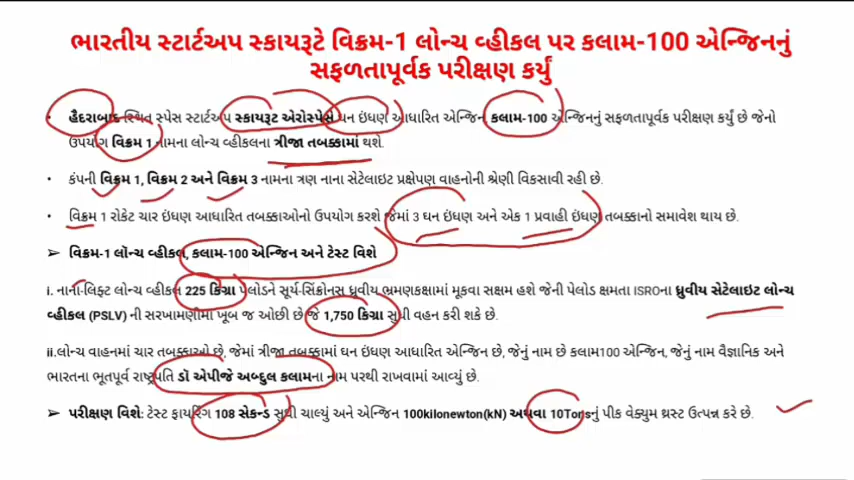 ભારતીય સ્ટાર્ટઅપ સ્કાયરૂટે વિક્રમ-1 લોન્ચ વ્હીકલ પર કલામ-100 એન્જિનનું
સફળતાપૂર્વક પરીક્ષણ કર્યું
• હૈદરાબાદ સ્થિત સ્પેસ સ્ટાર્ટઅપ સ્કાયરૂટ એરોસ્પેસે ઘન ઇંધણ આધારિત એન્જિન કલામ-100 એન્જિનનું સફળતાપૂર્વક પરીક્ષણ કર્યું છે જેનો
ઉપયોગ વિક્રમ 1 નામના લોન્ચ વ્હીકલના ત્રીજા તબક્કામાં થશે.
• કંપની વિક્રમ 1, વિક્રમ 2 અને વિક્રમ 3 નામના ત્રણ નાના સેટેલાઇટ પ્રક્ષેપણ વાહનોની શ્રેણી વિકસાવી રહી છે.
• વિક્રમ 1 રોકેટ ચાર ઇંધણ આધારિત તબક્કાઓનો ઉપયોગ કરશે જેમાં 3 ઘન ઇંધણ અને એક 1 પ્રવાહી ઇંધણ તબક્કાનો સમાવેશ થાય છે.
➢ વિક્રમ-1 લૉન્ચ વ્હીકલ, કલામ-100 એન્જિન અને ટેસ્ટ વિશે
i. નાના-લિફ્ટ લોન્ચ વ્હીકલ 225 કિગ્રા પેલોડને સૂર્ય-સિંક્રોનસ ધ્રુવીય ભ્રમણકક્ષામાં મૂકવા સક્ષમ હશે જેની પેલોડ ક્ષમતા ISROના ધ્રુવીય સેટેલાઇટ લોન્ચ
વ્હીકલ (PSLV) ની સરખામણીમાં ખૂબ જ ઓછી છે જે 1,750 કિગ્રા સુધી વહન કરી શકે છે.
ii.લોન્ચ વાહનમાં ચાર તબક્કાઓ છે, જેમાં ત્રીજા તબક્કામાં ઘન ઇંધણ આધારિત એન્જિન છે, જેનું નામ છે કલામ100 એન્જિન, જેનું નામ વૈજ્ઞાનિક અને
ભારતના ભૂતપૂર્વ રાષ્ટ્રપતિ ડૉ એપીજે અબ્દુલ કલામના નામ પરથી રાખવામાં આવ્યું છે.
➢ પરીક્ષણ વિશે: ટેસ્ટ ફાયરિંગ 108 સેકન્ડ સુધી ચાલ્યું અને એન્જિન 100kilonewton(kN) અથવા 10Tonsનું પીક વેક્યુમ થ્રસ્ટ ઉત્પન્ન કરે છે.